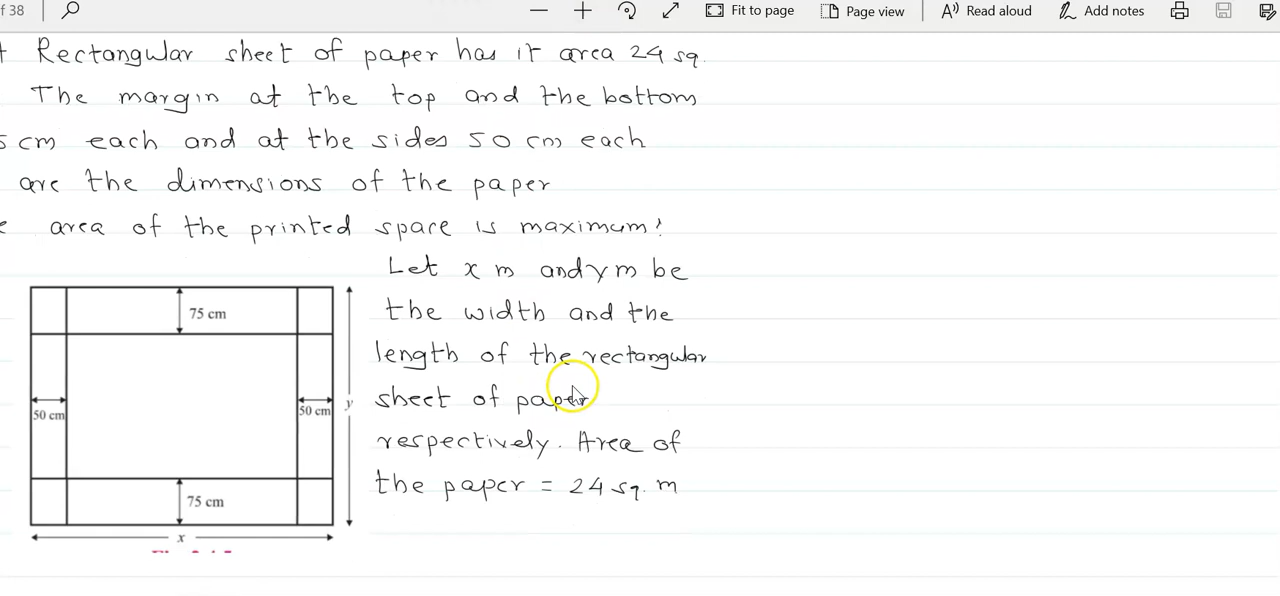 f 38 Fit to page Page view Read aloud Add notes
Rectangular sheet of paper has it area 24 sq.
The margin at the top and the bottom
5 cm each and at the sides 50 cm each
are the dimensions of the paper
e area of the printed space is maximum?
Let x m and y m be
the width and the
length of the rectangular
sheet of paper
respectively. Area of
the paper = 24 sq. m
75 cm
50 cm
50 cm
y
75 cm
x